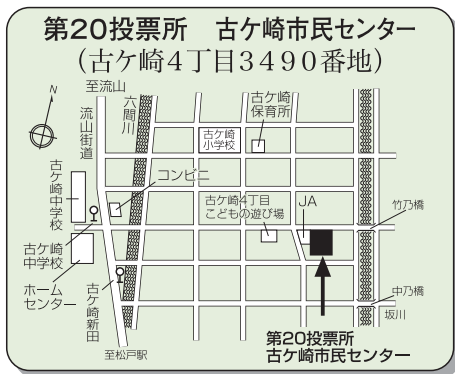 第20投票所　古ケ崎市民センター
（古ケ崎4丁目3490番地）
至流山
N
六間川
流山街道
古ケ崎
保育所
古ケ崎
小学校
コンビニ
古ケ崎中学校
古ケ崎4丁目
こどもの遊び場
JA
竹乃橋
古ケ崎
中学校
ホーム
センター
古ケ崎新田
中乃橋
坂川
至松戸駅
第20投票所
古ケ崎市民センター